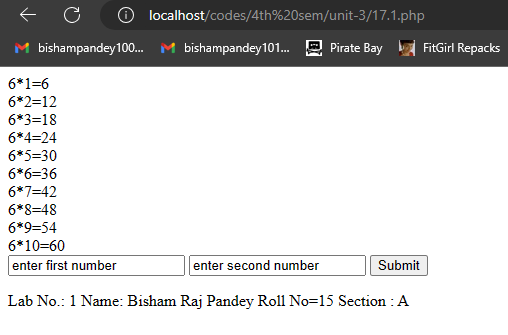 localhost/codes/4th%20sem/unit-3/17.1.php
bishampandey100... bishampandey101... Pirate Bay FitGirl Repacks
6*1=6
6*2=12
6*3=18
6*4=24
6*5=30
6*6=36
6*7=42
6*8=48
6*9=54
6*10=60
enter first number enter second number Submit
Lab No.: 1 Name: Bisham Raj Pandey Roll No=15 Section : A